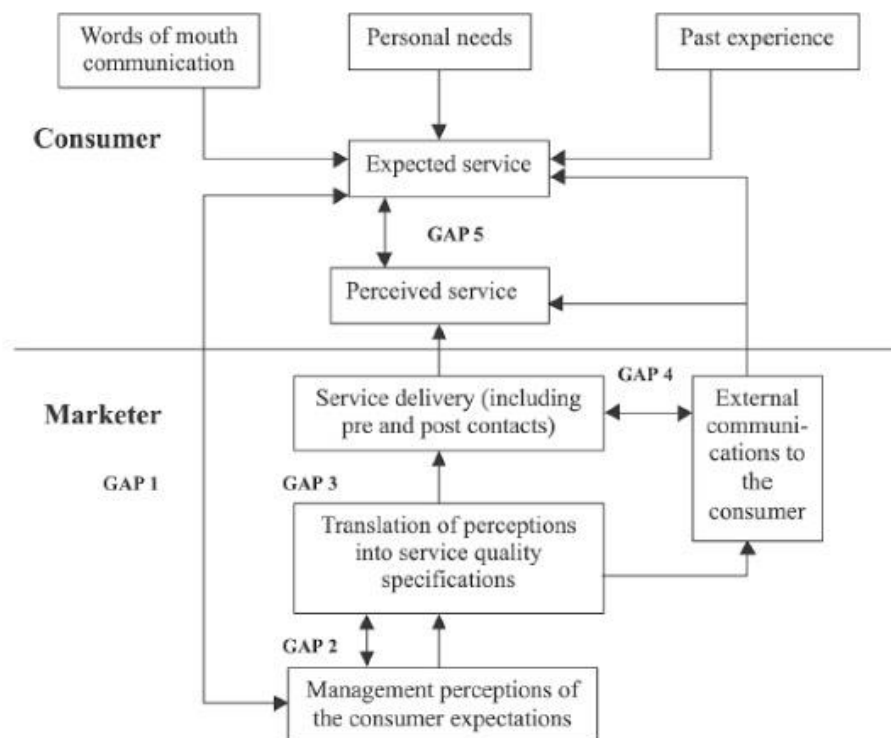 Words of mouth
communication
Personal needs
Past experience
Consumer
Expected service
GAP 5
Perceived service
Marketer
Service delivery (including
pre and post contacts)
GAP 4
External
communi-
cations to
the
consumer
GAP 1
GAP 3
Translation of perceptions
into service quality
specifications
GAP 2
Management perceptions of
the consumer expectations